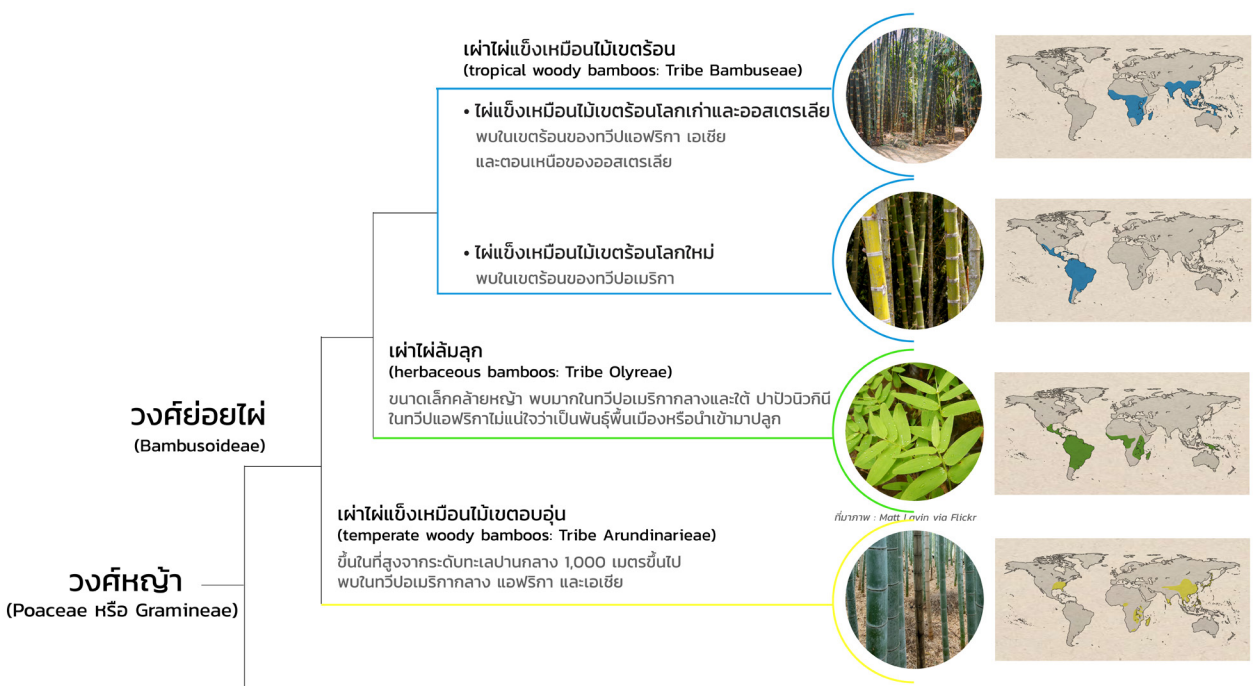 เผ่าไผ่แข็งเหมือนไม้เขตร้อน
(tropical woody bamboos: Tribe Bambuseae)
• ไผ่แข็งเหมือนไม้เขตร้อนโลกเก่าและออสเตรเลีย
พบในเขตร้อนของทวีปแอฟริกา เอเชีย
และตอนเหนือของออสเตรเลีย
• ไผ่แข็งเหมือนไม้เขตร้อนโลกใหม่
พบในเขตร้อนของทวีปอเมริกา
เผ่าไผ่ล้มลุก
(herbaceous bamboos: Tribe Olyreae)
ขนาดเล็กคล้ายหญ้า พบมากในทวีปอเมริกากลางและใต้ ปาปัวนิวกินี
ในทวีปแอฟริกาไม่แน่ใจว่าเป็นพันธุ์พื้นเมืองหรือนำเข้ามาปลูก
วงศ์ย่อยไผ่
(Bambusoideae)
ที่มาภาพ : Matt Lavin via Flickr
เผ่าไผ่แข็งเหมือนไม้เขตอบอุ่น
(temperate woody bamboos: Tribe Arundinarieae)
ขึ้นในที่สูงจากระดับทะเลปานกลาง 1,000 เมตรขึ้นไป
พบในทวีปอเมริกากลาง แอฟริกา และเอเชีย
วงศ์หญ้า
(Poaceae หรือ Gramineae)